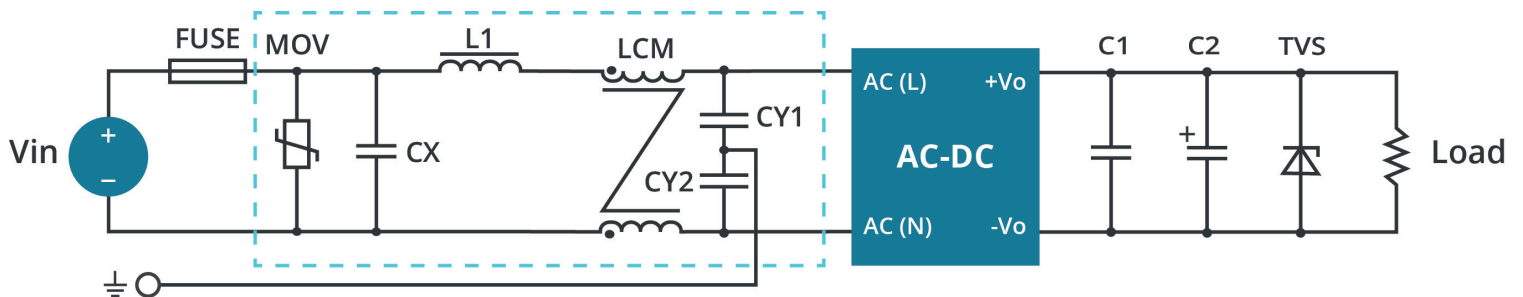 FUSE
MOV
L1
LCM
C1
C2
TVS
AC (L)
+Vo
CY1
+
+
Vin
CX
AC-DC
Load
−
CY2
AC (N)
-Vo